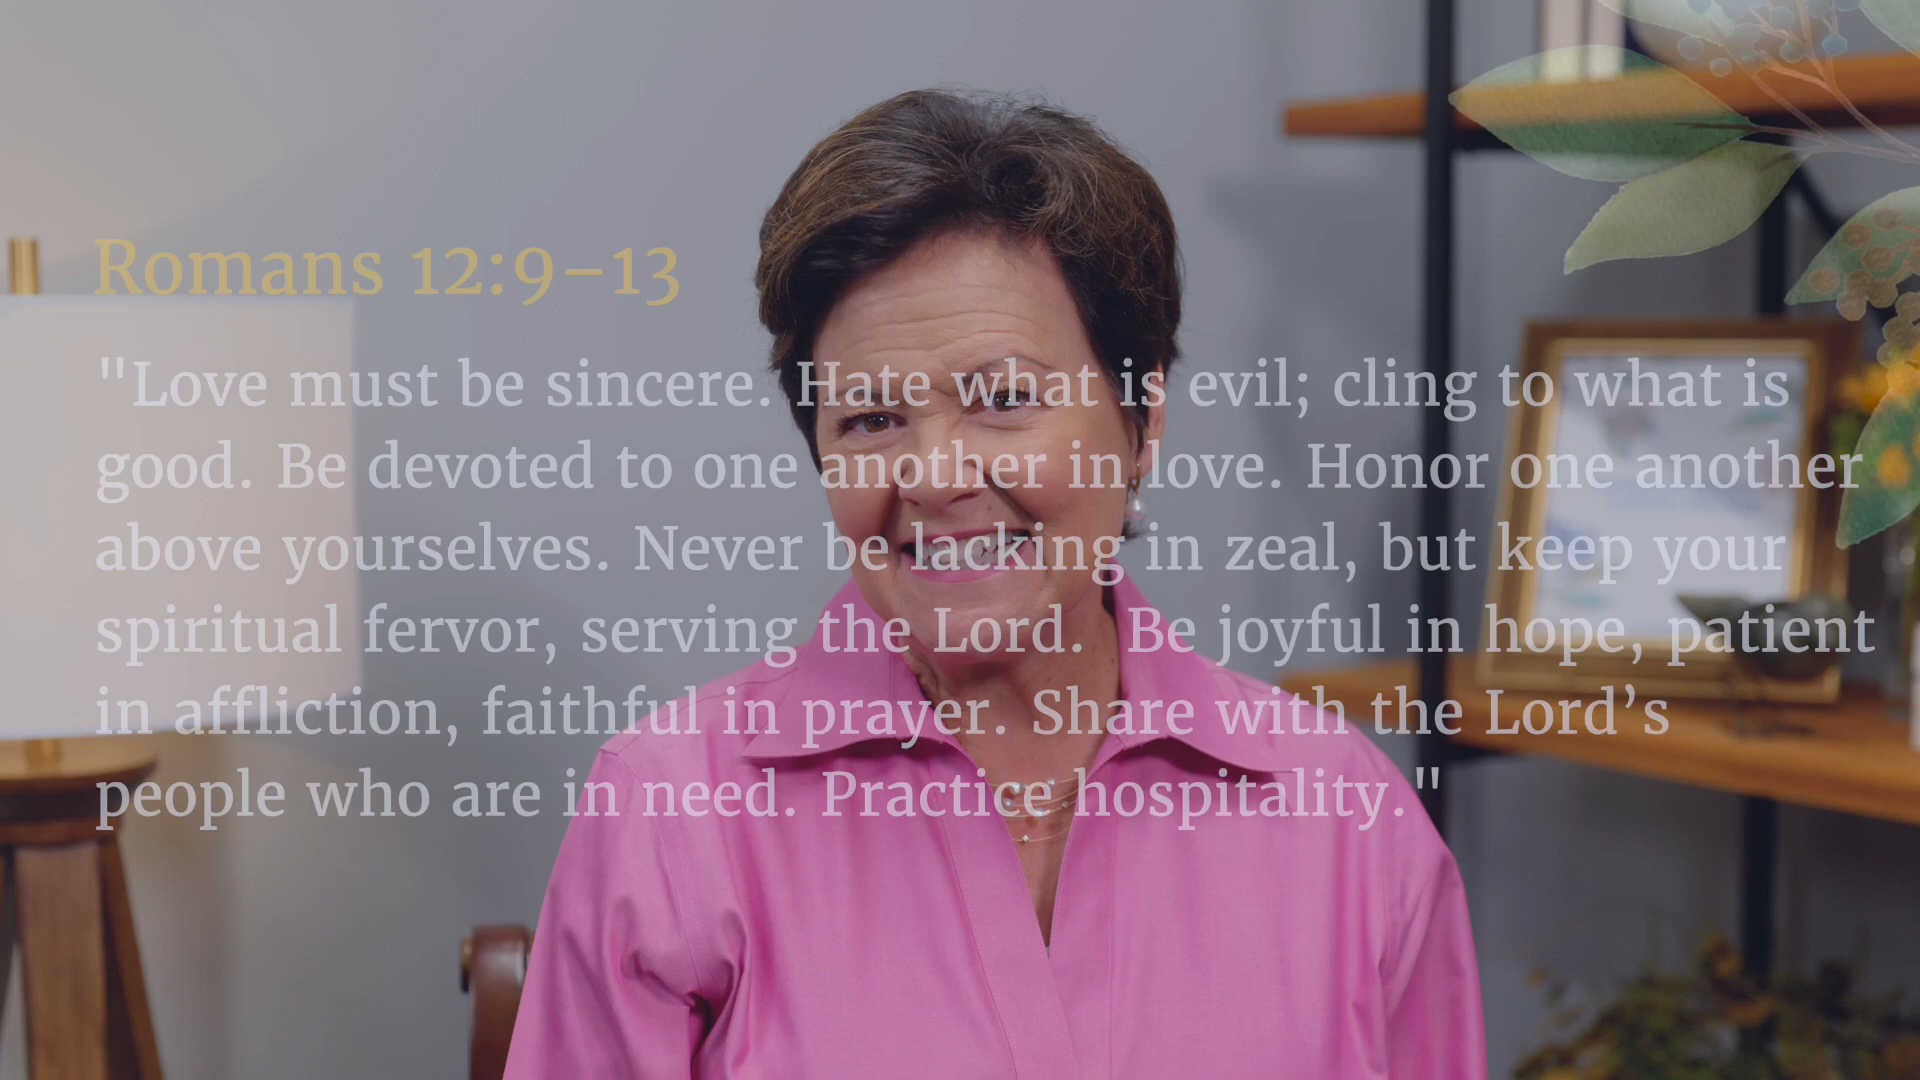 Romans 12:9–13
"Love must be sincere. Hate what is evil; cling to what is
good. Be devoted to one another in love. Honor one another
above yourselves. Never be lacking in zeal, but keep your
spiritual fervor, serving the Lord. Be joyful in hope, patient
in affliction, faithful in prayer. Share with the Lord’s
people who are in need. Practice hospitality."